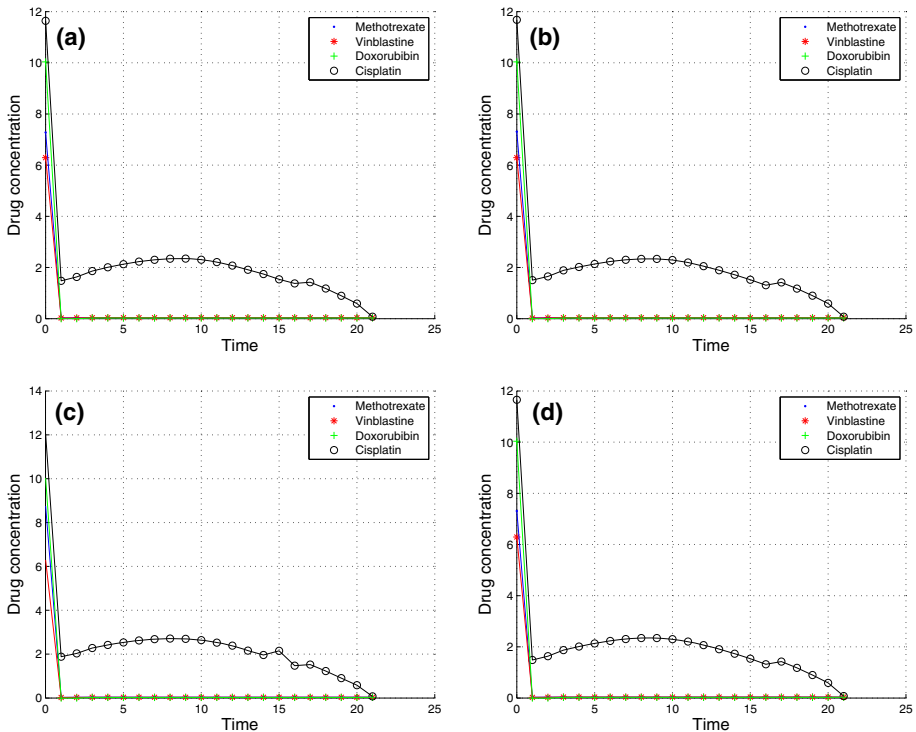 (a)
Methotrexate
Vinblastine
Doxorubibin
Cisplatin
12
10
8
6
4
2
0
Drug concentration
0 5 10 15 20 25
Time
(b)
Methotrexate
Vinblastine
Doxorubibin
Cisplatin
12
10
8
6
4
2
0
Drug concentration
0 5 10 15 20 25
Time
(c)
Methotrexate
Vinblastine
Doxorubibin
Cisplatin
14
12
10
8
6
4
2
0
Drug concentration
0 5 10 15 20 25
Time
(d)
Methotrexate
Vinblastine
Doxorubibin
Cisplatin
12
10
8
6
4
2
0
Drug concentration
0 5 10 15 20 25
Time